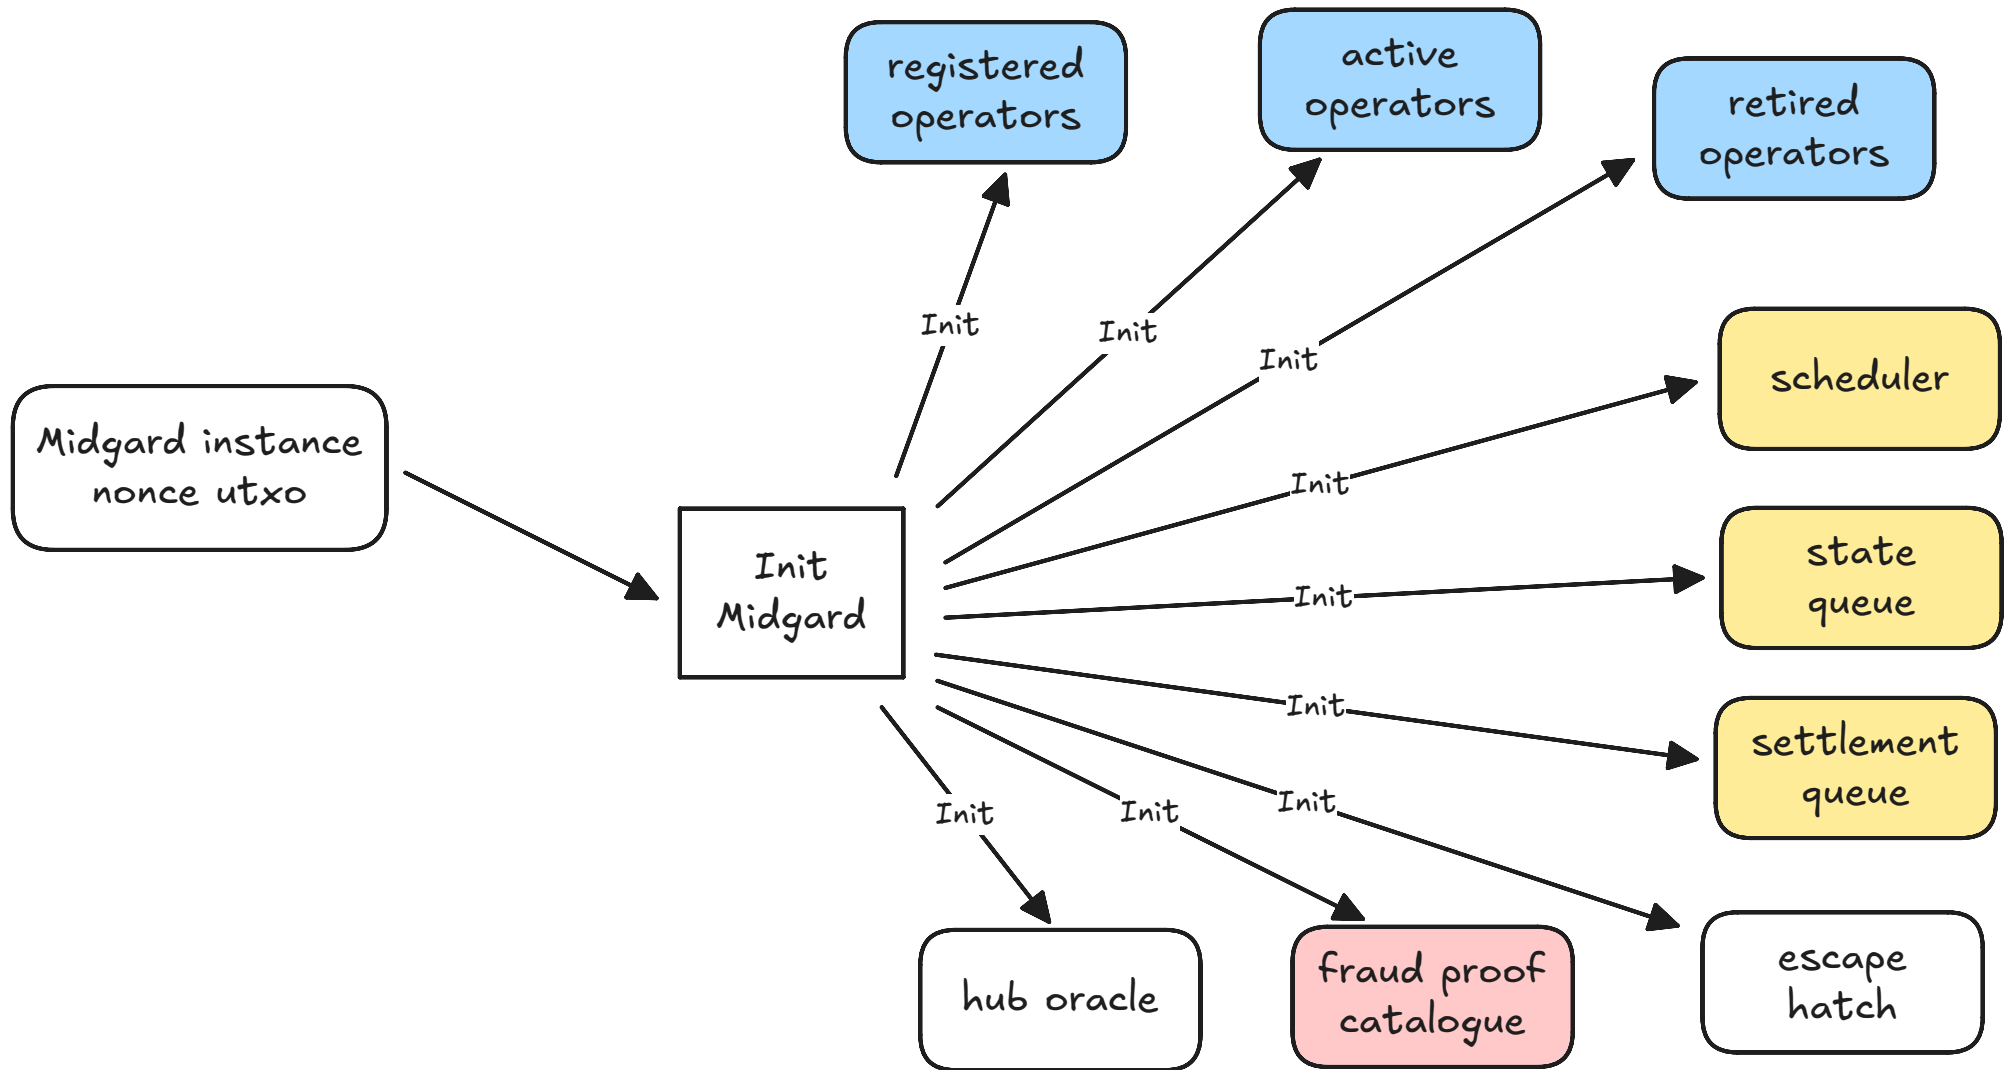 registered
operators
active
operators
retired
operators
Init
Init
Init
scheduler
Midgard instance
nonce utxo
Init
Init
Midgard
state
queue
Init
Init
settlement
queue
Init
Init
Init
hub oracle
fraud proof
catalogue
escape
hatch